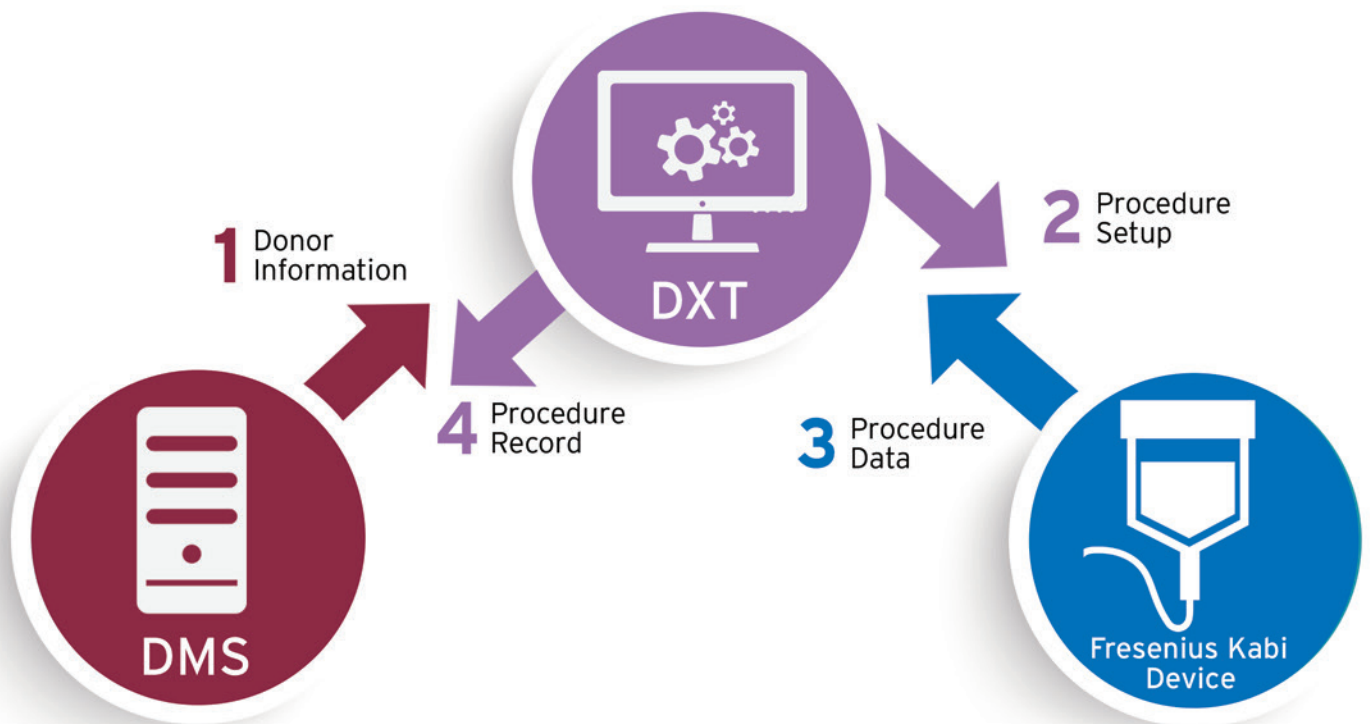 DXT
1 Donor
Information
2 Procedure
Setup
4 Procedure
Record
3 Procedure
Data
DMS
Fresenius Kabi
Device